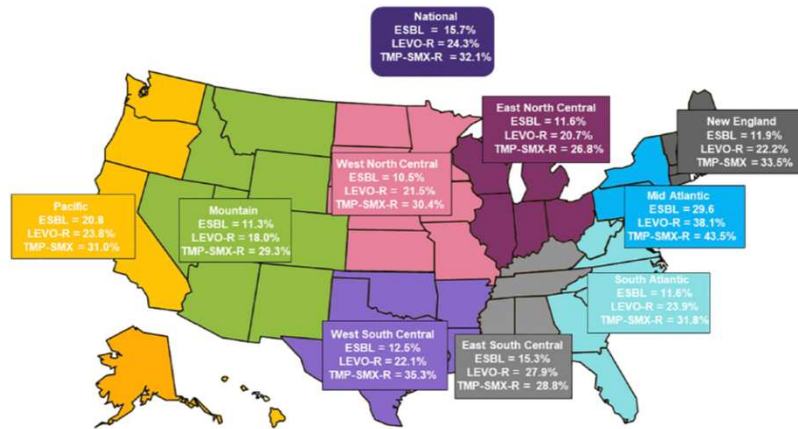 National
ESBL = 15.7%
LEVO-R = 24.3%
TMP-SMX-R = 32.1%
East North Central
ESBL = 11.6%
LEVO-R = 20.7%
TMP-SMX-R = 26.8%
New England
ESBL = 11.9%
LEVO-R = 22.2%
TMP-SMX = 33.5%
West North Central
ESBL = 10.5%
LEVO-R = 21.5%
TMP-SMX-R = 30.4%
Pacific
ESBL = 20.8
LEVO-R = 23.8%
TMP-SMX-R = 31.0%
Mountain
ESBL = 11.3%
LEVO-R = 18.0%
TMP-SMX-R = 29.3%
Mid Atlantic
ESBL = 29.6
LEVO-R = 38.1%
TMP-SMX-R = 43.5%
South Atlantic
ESBL = 11.6%
LEVO-R = 23.9%
TMP-SMX-R = 31.8%
West South Central
ESBL = 12.5%
LEVO-R = 22.1%
TMP-SMX-R = 35.3%
East South Central
ESBL = 15.3%
LEVO-R = 27.9%
TMP-SMX-R = 28.8%